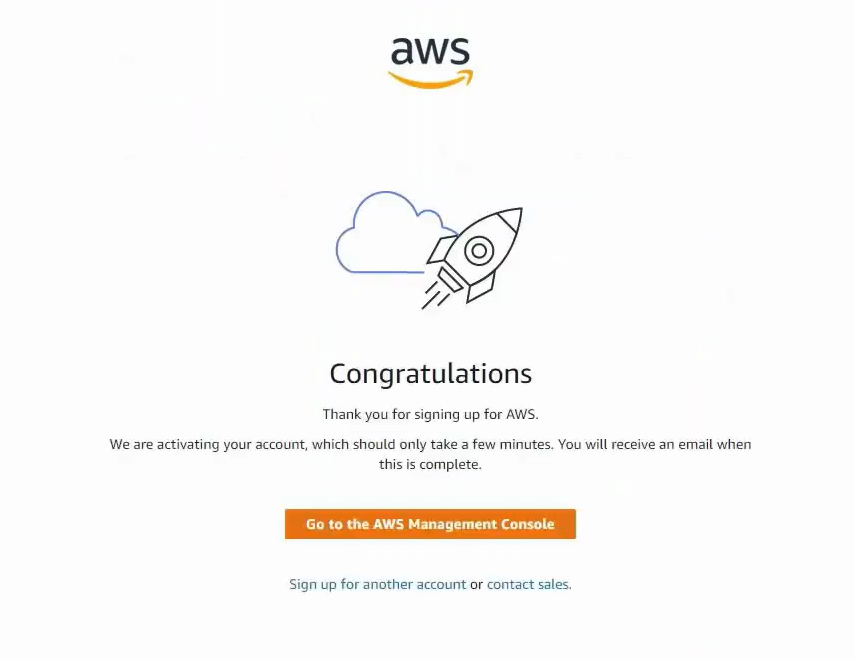 aws
Congratulations
Thank you for signing up for AWS.
We are activating your account, which should only take a few minutes. You will receive an email when
this is complete.
Go to the AWS Management Console
Sign up for another account or contact sales.